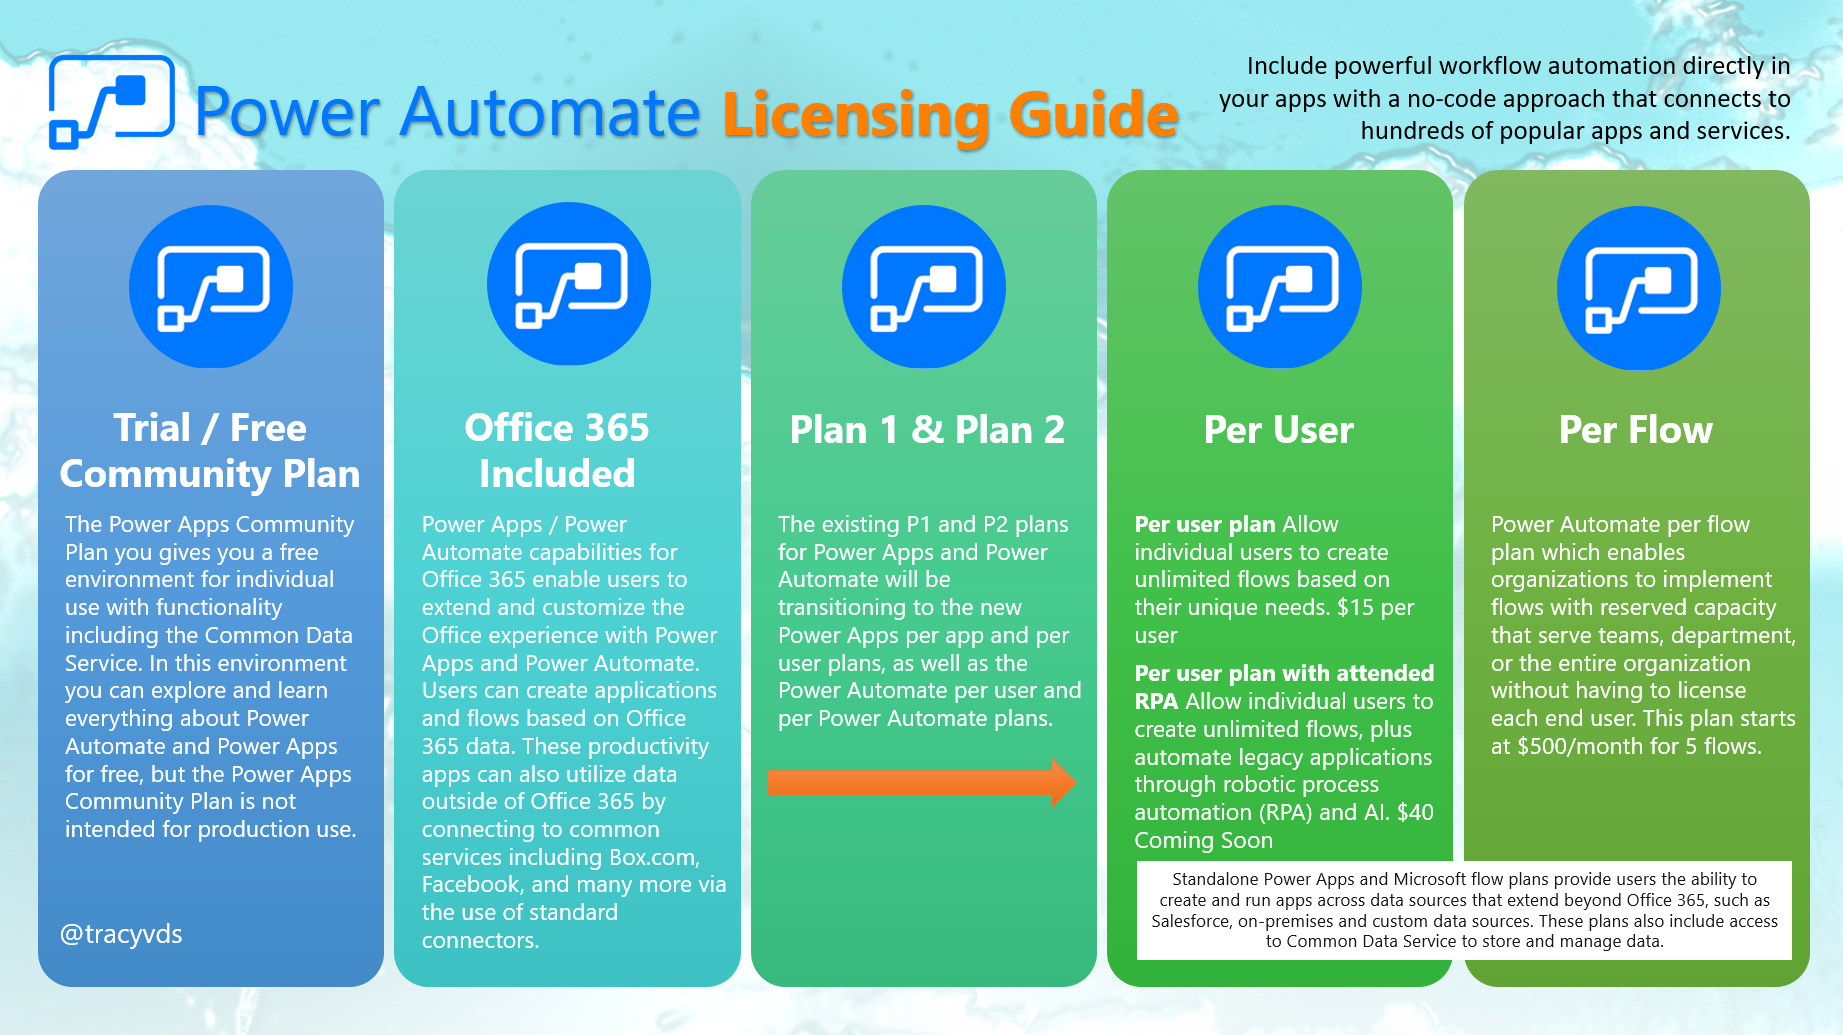 Power Automate Licensing Guide
Include powerful workflow automation directly in
your apps with a no-code approach that connects to
hundreds of popular apps and services.
Trial / Free
Community Plan
The Power Apps Community
Plan you gives you a free
environment for individual
use with functionality
including the Common Data
Service. In this environment
you can explore and learn
everything about Power
Automate and Power Apps
for free, but the Power Apps
Community Plan is not
intended for production use.
@tracyvds
Office 365
Included
Power Apps / Power
Automate capabilities for
Office 365 enable users to
extend and customize the
Office experience with Power
Apps and Power Automate.
Users can create applications
and flows based on Office
365 data. These productivity
apps can also utilize data
outside of Office 365 by
connecting to common
services including Box.com,
Facebook, and many more via
the use of standard
connectors.
Plan 1 & Plan 2
The existing P1 and P2 plans
for Power Apps and Power
Automate will be
transitioning to the new
Power Apps per app and per
user plans, as well as the
Power Automate per user and
per Power Automate plans.
Per User
Per user plan Allow
individual users to create
unlimited flows based on
their unique needs. $15 per
user
Per user plan with attended
RPA Allow individual users to
create unlimited flows, plus
automate legacy applications
through robotic process
automation (RPA) and AI. $40
Coming Soon
Per Flow
Power Automate per flow
plan which enables
organizations to implement
flows with reserved capacity
that serve teams, department,
or the entire organization
without having to license
each end user. This plan starts
at $500/month for 5 flows.
Standalone Power Apps and Microsoft flow plans provide users the ability to
create and run apps across data sources that extend beyond Office 365, such as
Salesforce, on-premises and custom data sources. These plans also include access
to Common Data Service to store and manage data.